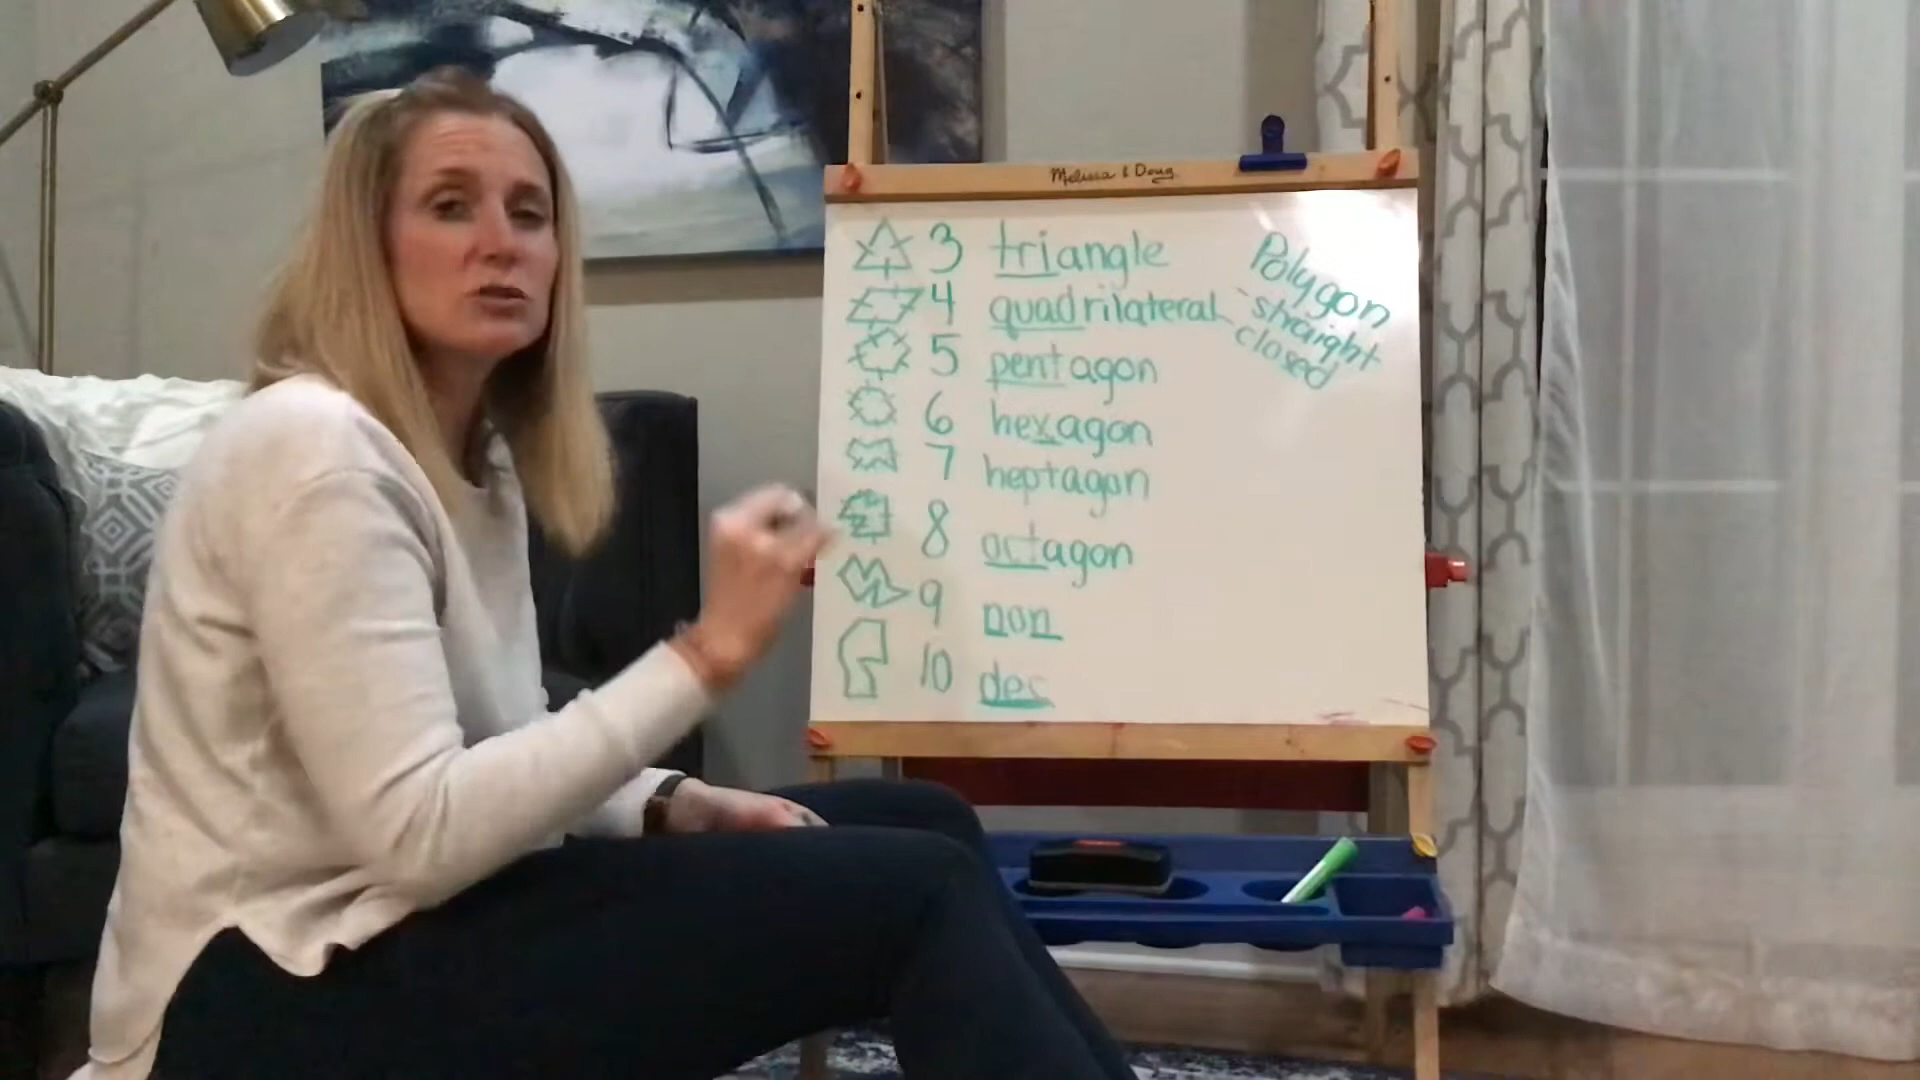 Melissa & Doug
3 triangle
4 quadrilateral
5 pentagon
6 hexagon
7 heptagon
8 octagon
9 non
10 dec
Polygon
- straight
- closed